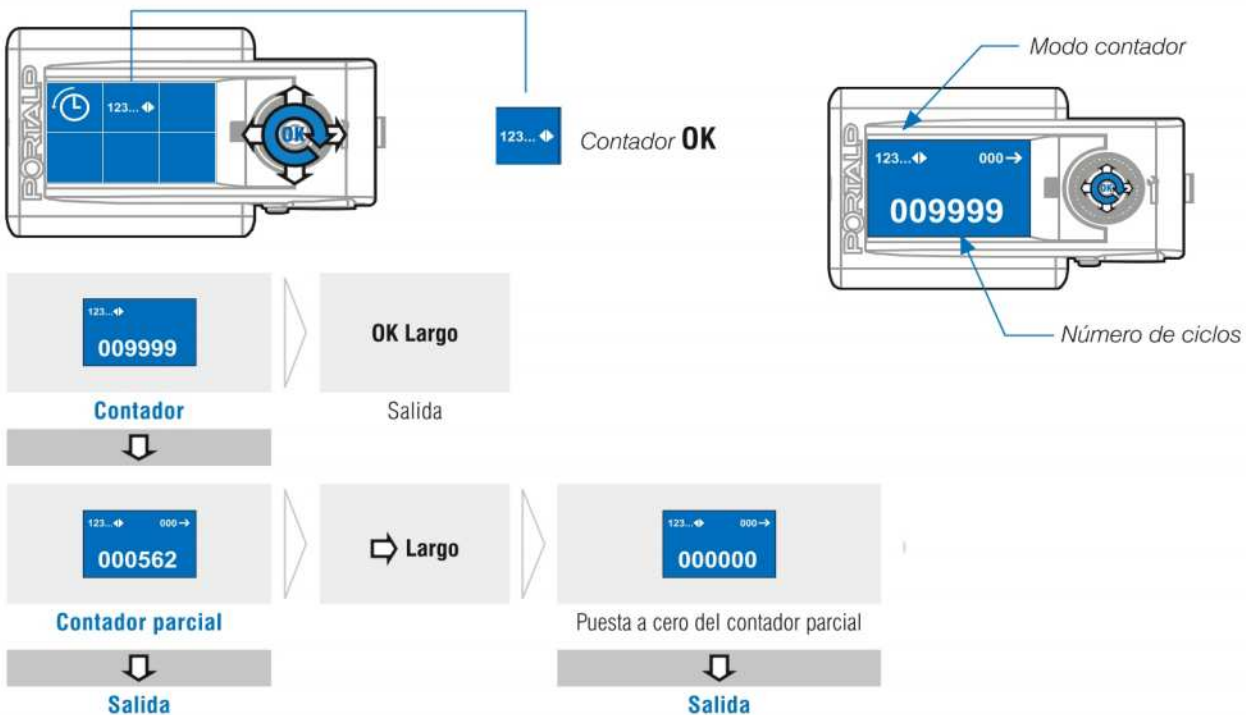 PORTALP
123...
OK
123...
Contador OK
Modo contador
PORTALP
123... 000→
009999
OK
Número de ciclos
123...
009999
OK Largo
Contador
Salida
123... 000→
000562
Largo
123... 000→
000000
Contador parcial
Puesta a cero del contador parcial
Salida
Salida